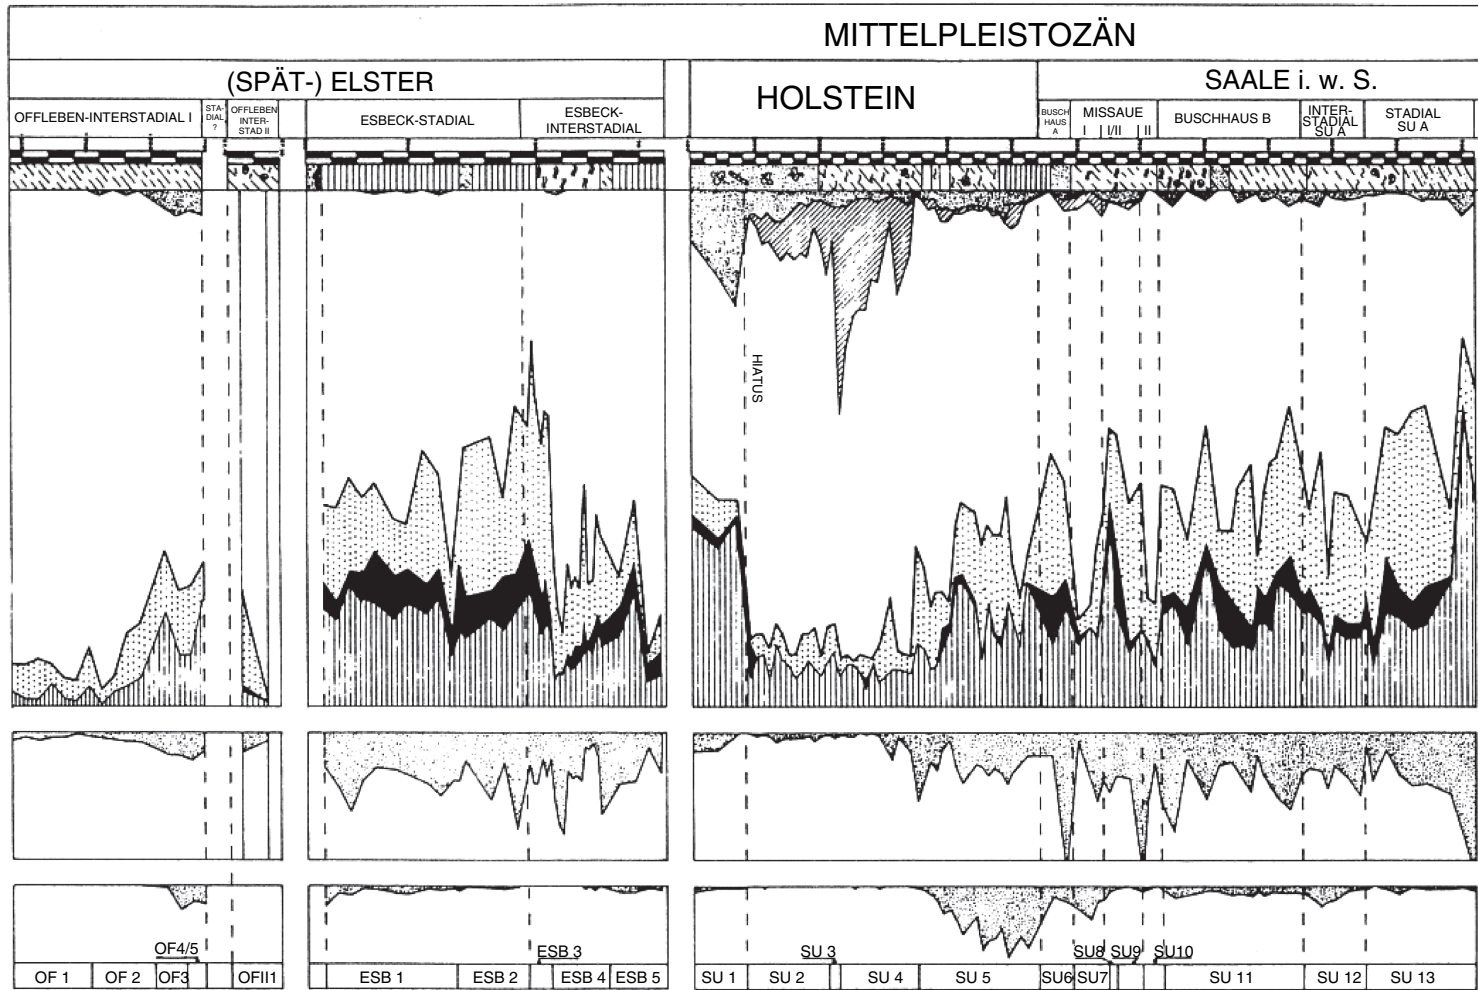 MITTELPLEISTOZÄN
(SPÄT-) ELSTER
HOLSTEIN
SAALE i. w. S.
OFFLEBEN-INTERSTADIAL I
STA-
DIAL
?
OFFLEBEN
INTER-
STAD II
ESBECK-STADIAL
ESBECK-
INTERSTADIAL
BUSCH
HAUS
A
MISSAUE
I
I/II
II
BUSCHHAUS B
INTER-
STADIAL
SU A
STADIAL
SU A
HIATUS
OF4/5
ESB 3
SU 3
SU8
SU9
SU10
OF 1
OF 2
OF3
OFII1
ESB 1
ESB 2
ESB 4
ESB 5
SU 1
SU 2
SU 4
SU 5
SU6
SU7
SU 11
SU 12
SU 13